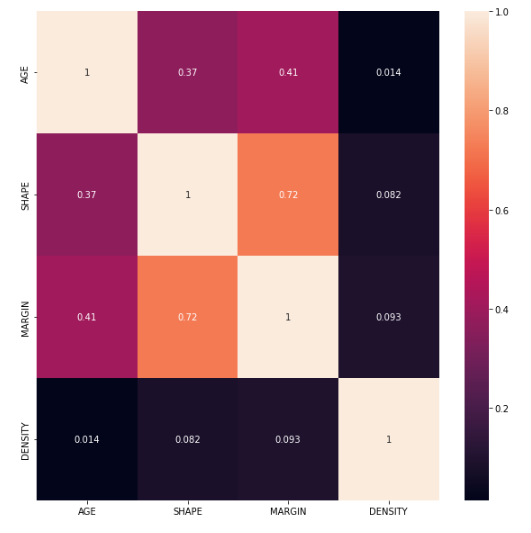 AGE 1 0.37 0.41 0.014
SHAPE 0.37 1 0.72 0.082
MARGIN 0.41 0.72 1 0.093
DENSITY 0.014 0.082 0.093 1
AGE SHAPE MARGIN DENSITY
1.0
0.8
0.6
0.4
0.2